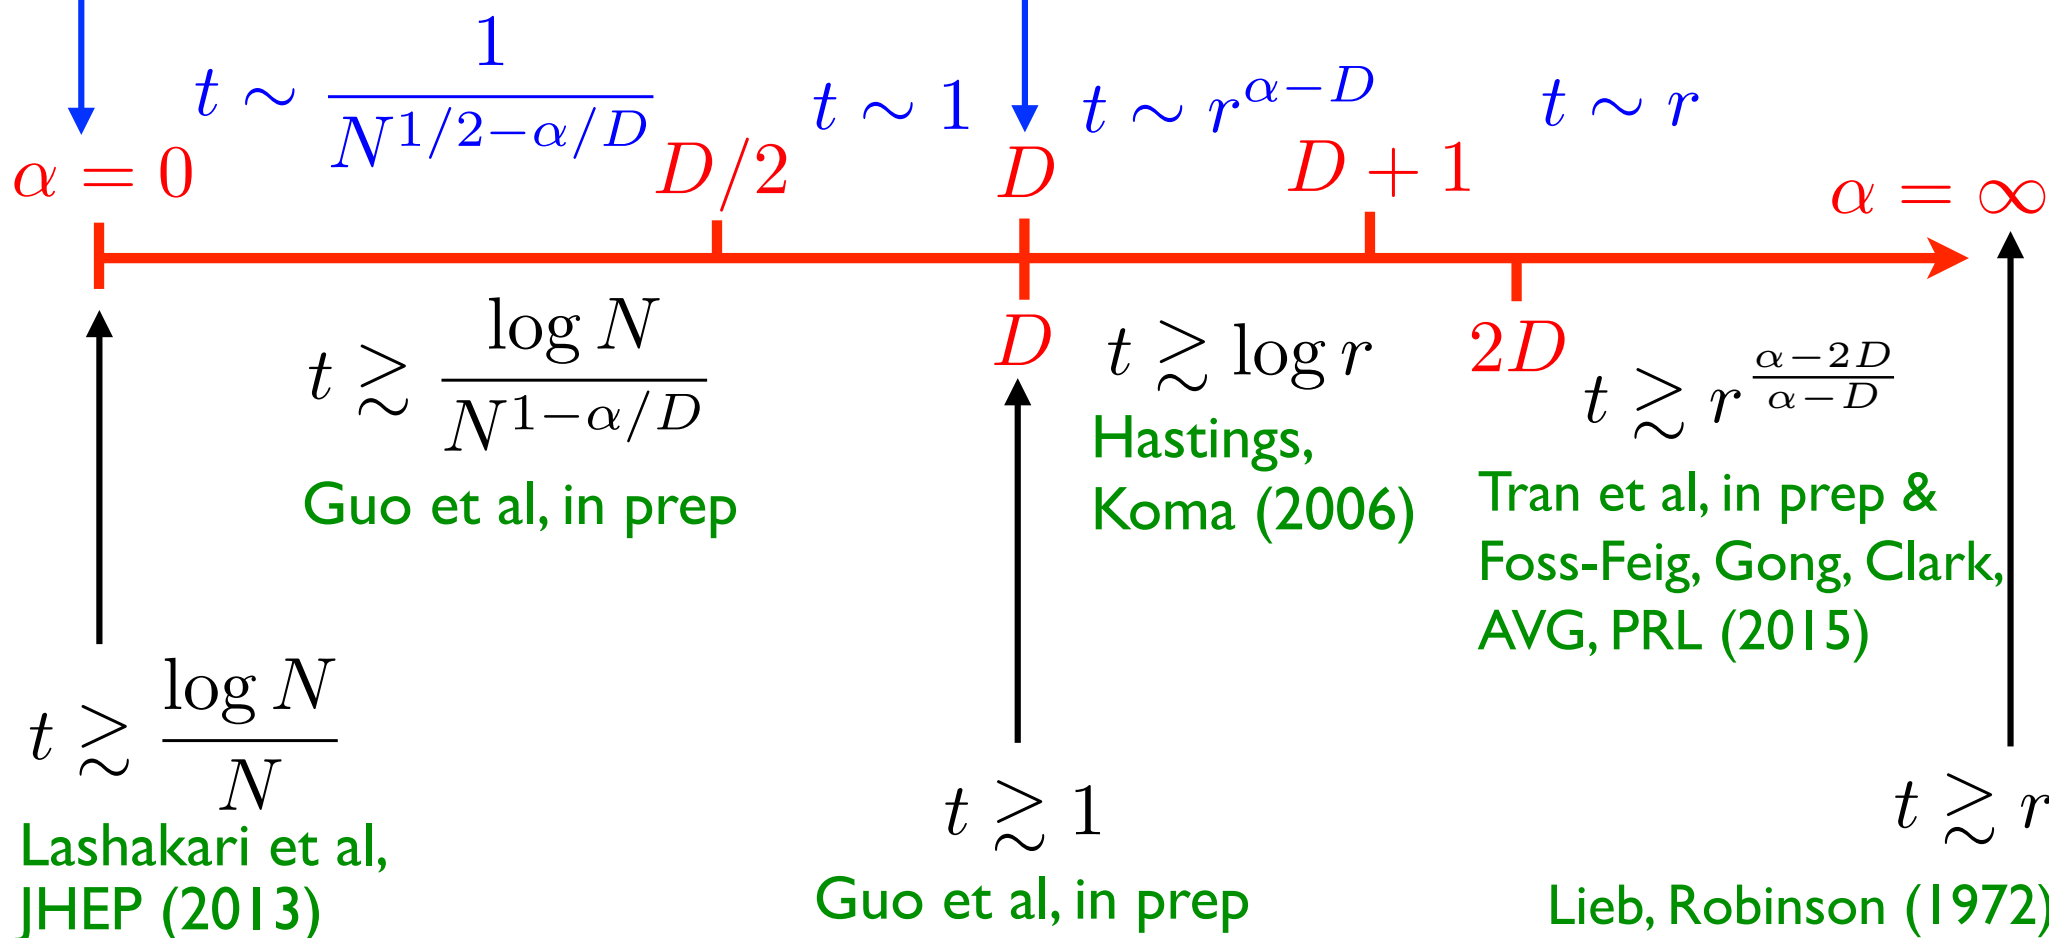 t ∼ 1 / N^{1/2−α/D}
t ∼ 1
t ∼ r^{α−D}
t ∼ r
α = 0
D/2
D
D + 1
α = ∞
t ≳ log N / N^{1−α/D}
Guo et al, in prep
D
t ≳ log r
Hastings,
Koma (2006)
2D
t ≳ r^{(α−2D)/(α−D)}
Tran et al, in prep &
Foss-Feig, Gong, Clark,
AVG, PRL (2015)
t ≳ log N / N
Lashakari et al,
JHEP (2013)
t ≳ 1
Guo et al, in prep
t ≳ r
Lieb, Robinson (1972)